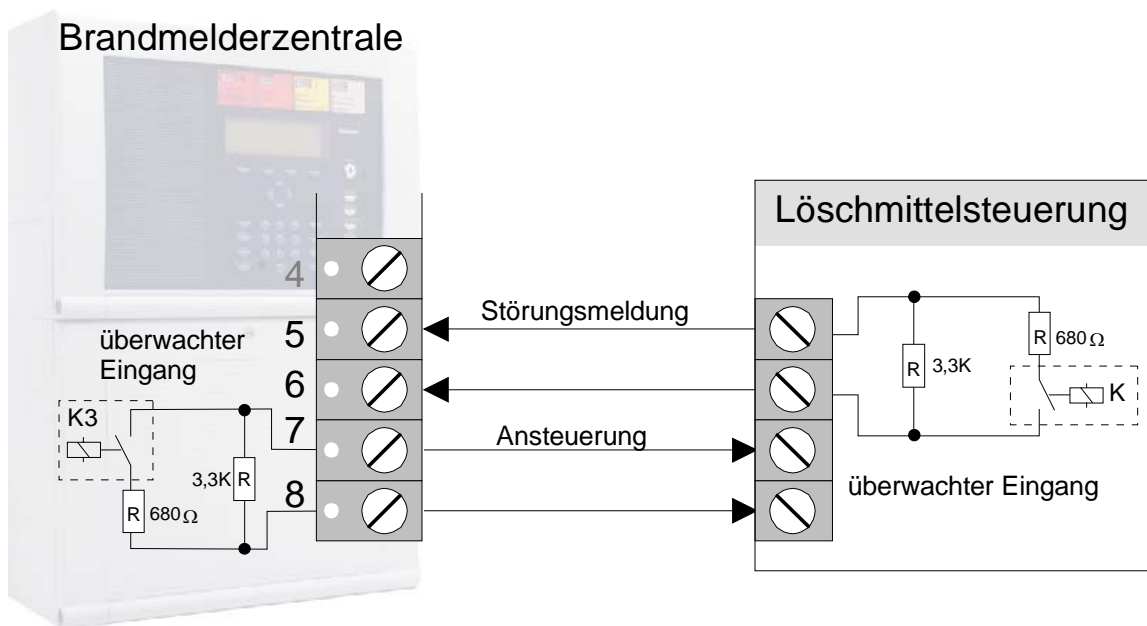 Brandmelderzentrale
Löschmittelsteuerung
4
5
6
7
8
Störungsmeldung
Ansteuerung
überwachter
Eingang
K3
3,3K
R
R
680Ω
R
680Ω
R
3,3K
K
überwachter Eingang